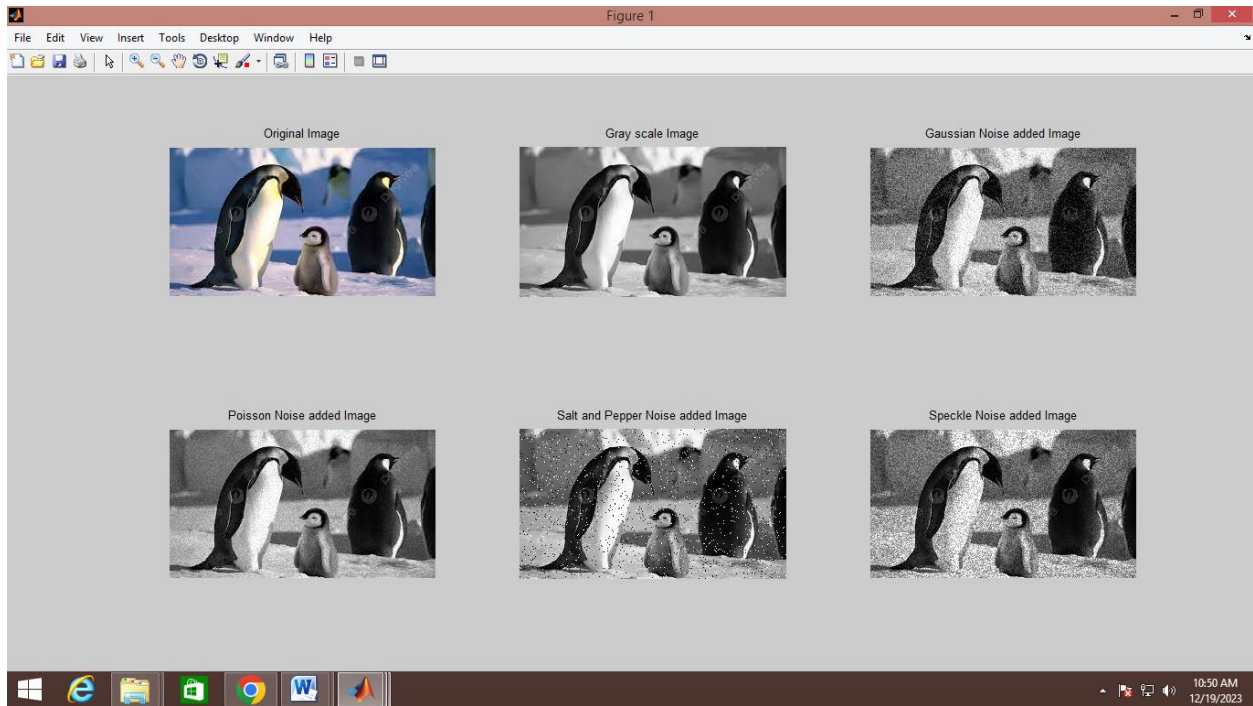 Figure 1
File Edit View Insert Tools Desktop Window Help
Original Image
Gray scale Image
Gaussian Noise added Image
Poisson Noise added Image
Salt and Pepper Noise added Image
Speckle Noise added Image
10:50 AM
12/19/2023